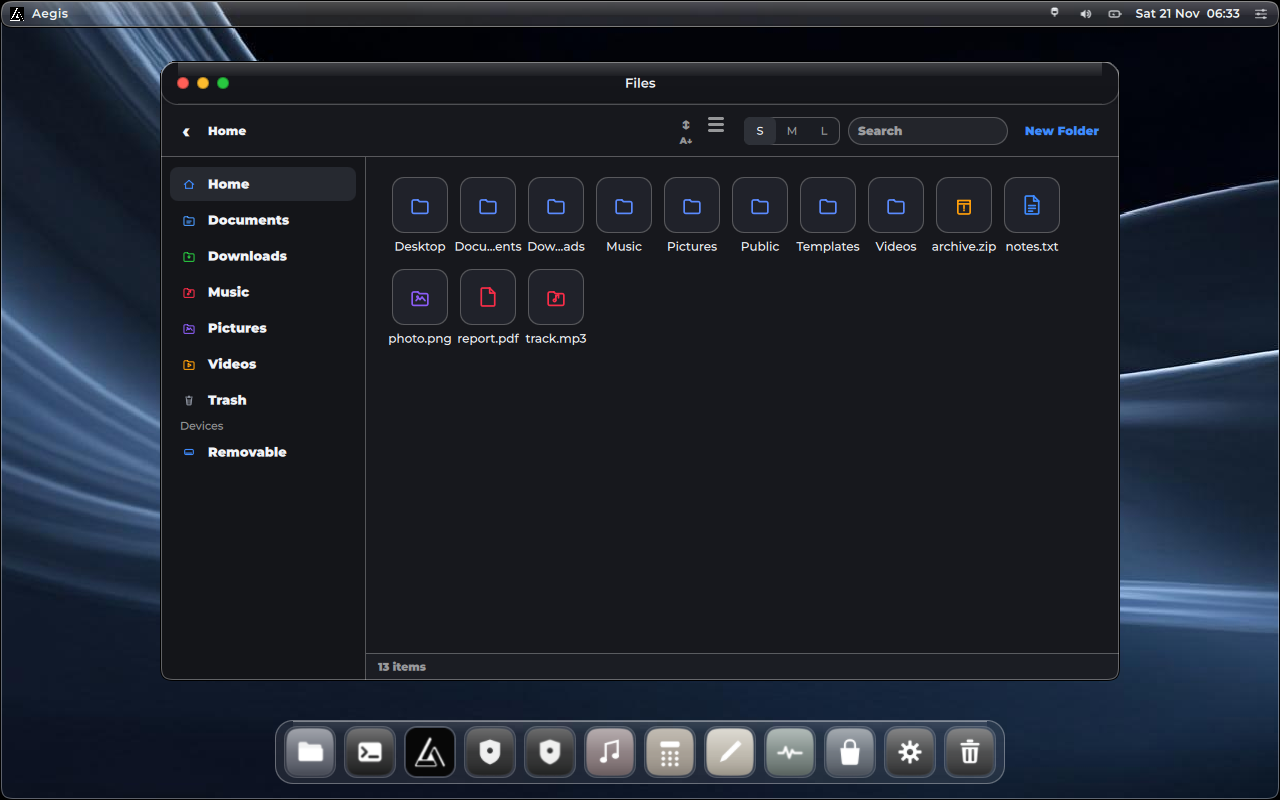 Aegis
Sat 21 Nov 06:33
Files
Home
A+
S M L
Search
New Folder
Home
Documents
Downloads
Music
Pictures
Videos
Trash
Devices
Removable
Desktop Docu...ents Dow...ads Music Pictures Public Templates Videos archive.zip notes.txt
photo.png report.pdf track.mp3
13 items